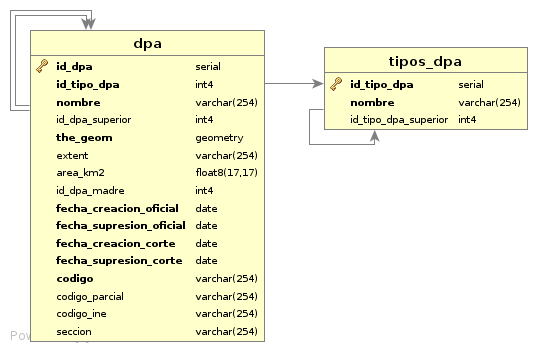 dpa
id_dpa serial
id_tipo_dpa int4
nombre varchar(254)
id_dpa_superior int4
the_geom geometry
extent varchar(254)
area_km2 float8(17,17)
id_dpa_madre int4
fecha_creacion_oficial date
fecha_supresion_oficial date
fecha_creacion_corte date
fecha_supresion_corte date
codigo varchar(254)
codigo_parcial varchar(254)
codigo_ine varchar(254)
seccion varchar(254)
tipos_dpa
id_tipo_dpa serial
nombre varchar(254)
id_tipo_dpa_superior int4